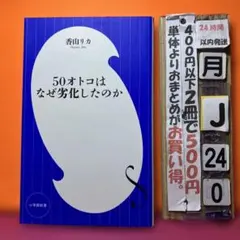 香山リカ
50オトコは
なぜ劣化したのか
小学館新書
400円以下2冊で500円
単体よりおまとめがお買い得。
24時間
以内発送
月
J
24
0